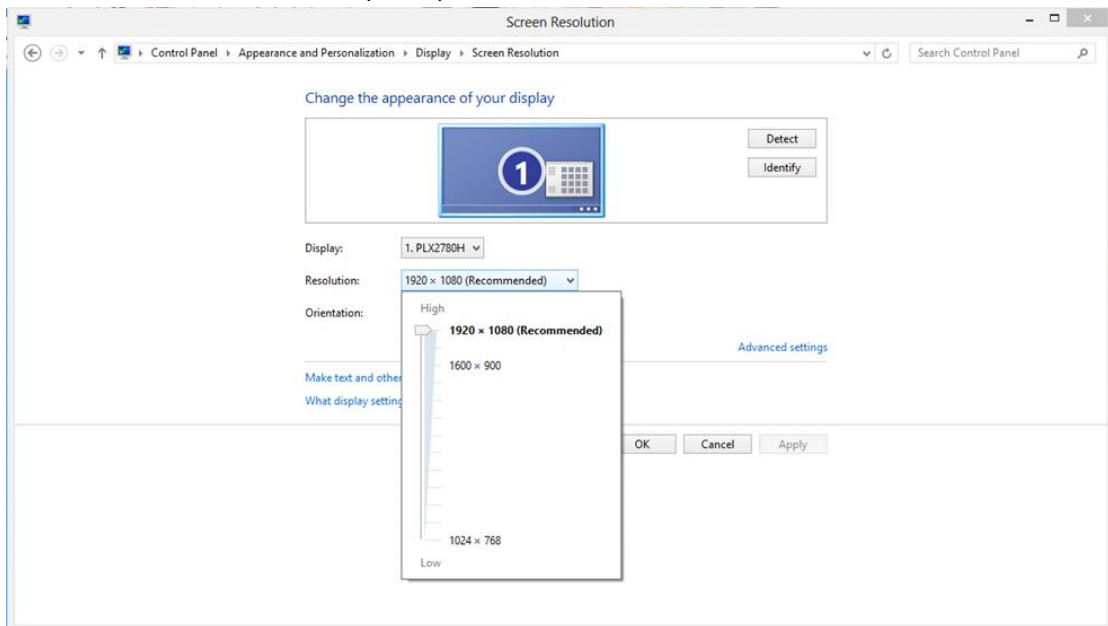 Screen Resolution
Control Panel Appearance and Personalization Display Screen Resolution
Search Control Panel
Change the appearance of your display
1
Detect
Identify
Display: 1. PLX2780H
Resolution: 1920 × 1080 (Recommended)
Orientation:
High
1920 × 1080 (Recommended)
1600 × 900
1024 × 768
Low
Advanced settings
Make text and other
What display setting
OK Cancel Apply